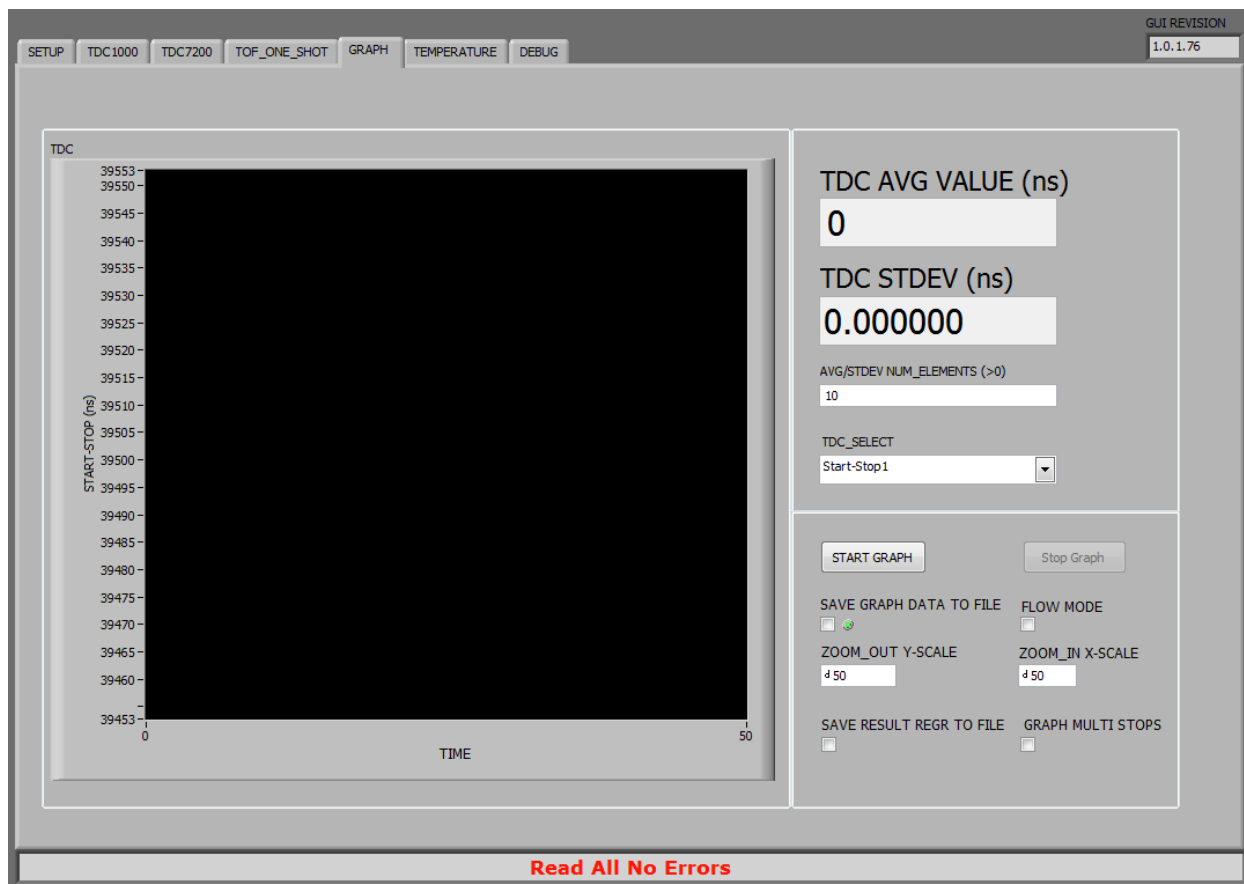 GUI REVISION
1.0.1.76
SETUP TDC1000 TDC7200 TOF_ONE_SHOT GRAPH TEMPERATURE DEBUG
TDC
39553
39550
39545
39540
39535
39530
39525
39520
39515
39510
39505
39500
39495
39490
39485
39480
39475
39470
39465
39460
39453
START-STOP (ns)
0 50
TIME
TDC AVG VALUE (ns)
0
TDC STDEV (ns)
0.000000
AVG/STDEV NUM_ELEMENTS (>0)
10
TDC_SELECT
Start-Stop1
START GRAPH Stop Graph
SAVE GRAPH DATA TO FILE FLOW MODE
ZOOM_OUT Y-SCALE ZOOM_IN X-SCALE
d 50 d 50
SAVE RESULT REGR TO FILE GRAPH MULTI STOPS
Read All No Errors